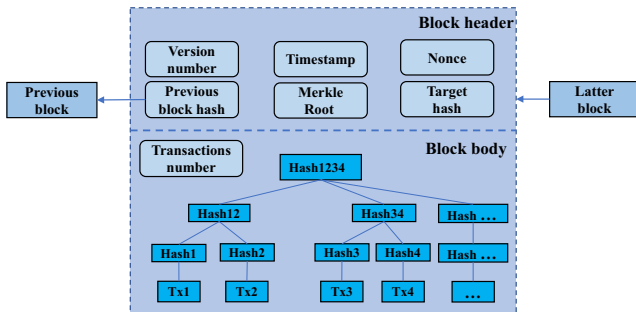 Block header
Version
number
Timestamp
Nonce
Previous
block
Previous
block hash
Merkle
Root
Target
hash
Latter
block
Transactions
number
Block body
Hash1234
Hash12
Hash34
Hash ...
Hash1
Hash2
Hash3
Hash4
Hash ...
Tx1
Tx2
Tx3
Tx4
...